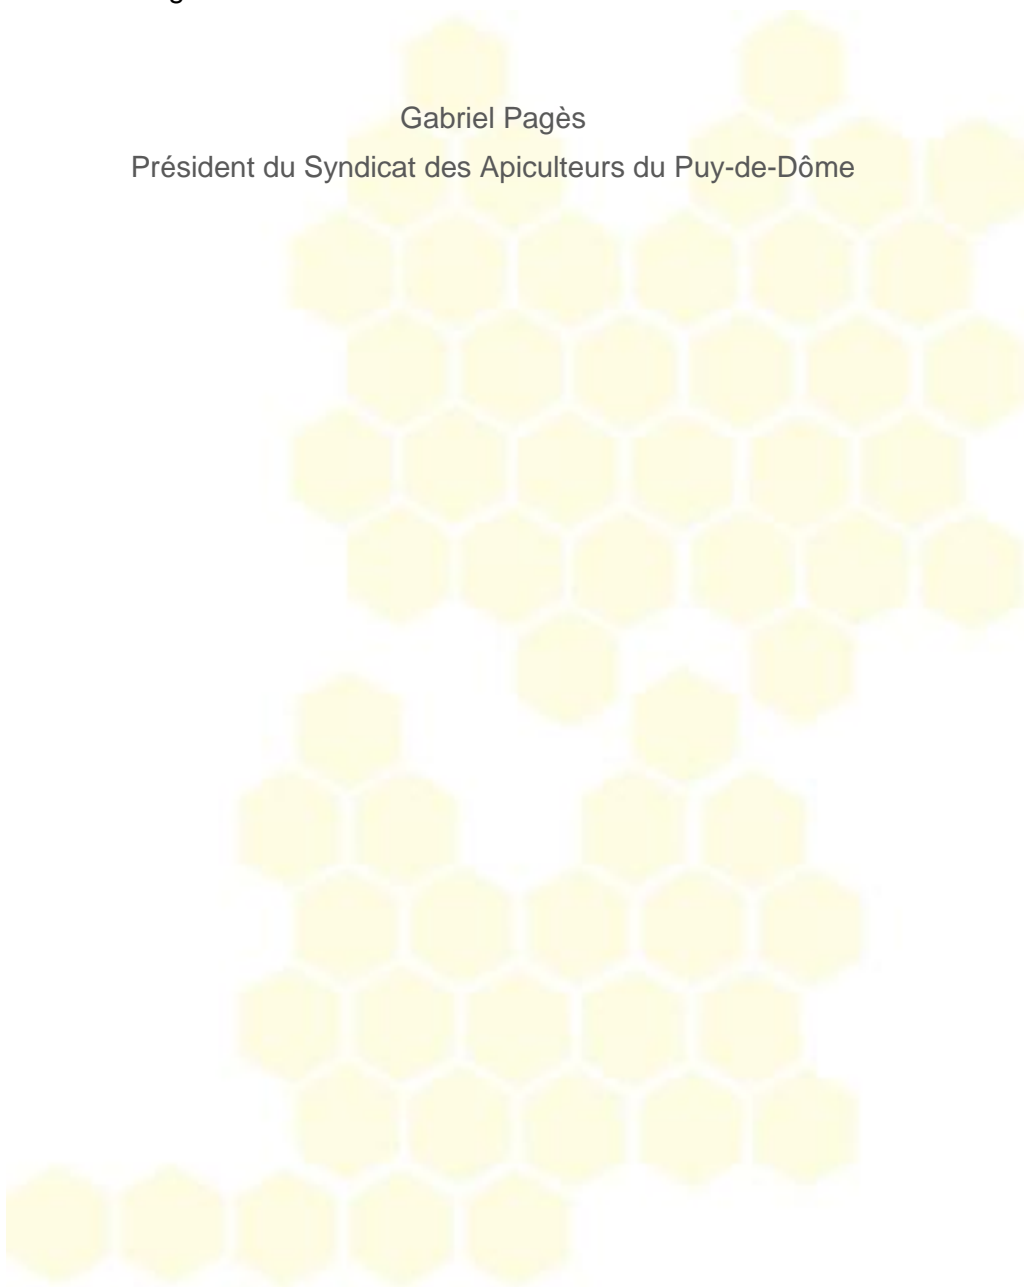 Gabriel Pagès
Président du Syndicat des Apiculteurs du Puy-de-Dôme